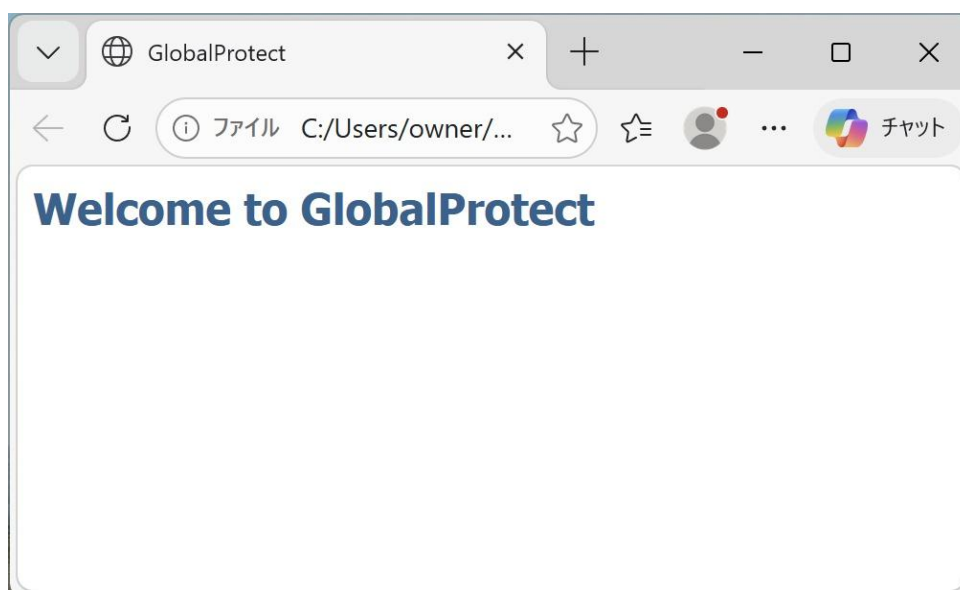 GlobalProtect
ファイル C:/Users/owner/...
チャット
Welcome to GlobalProtect